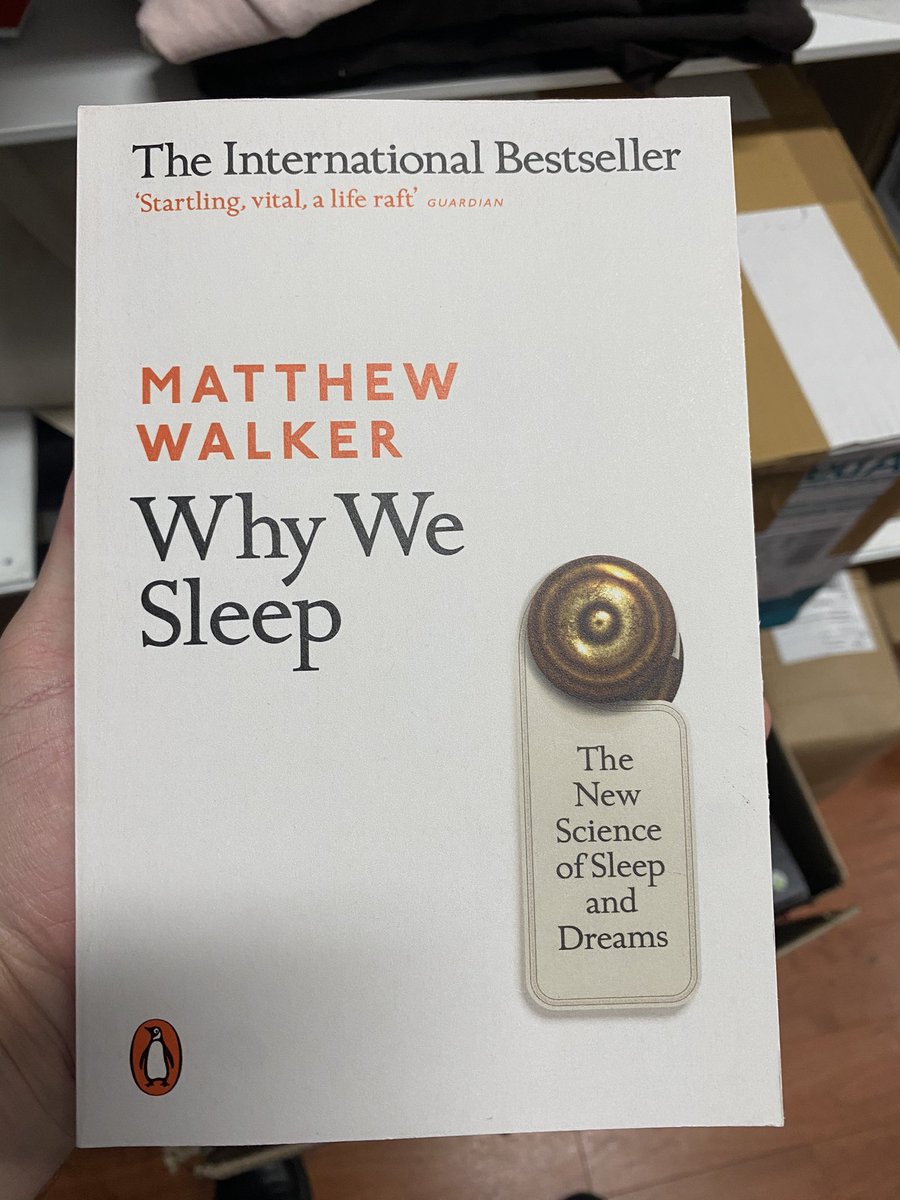 The International Bestseller
‘Startling, vital, a life raft’ GUARDIAN
MATTHEW
WALKER
Why We
Sleep
The
New
Science
of Sleep
and
Dreams